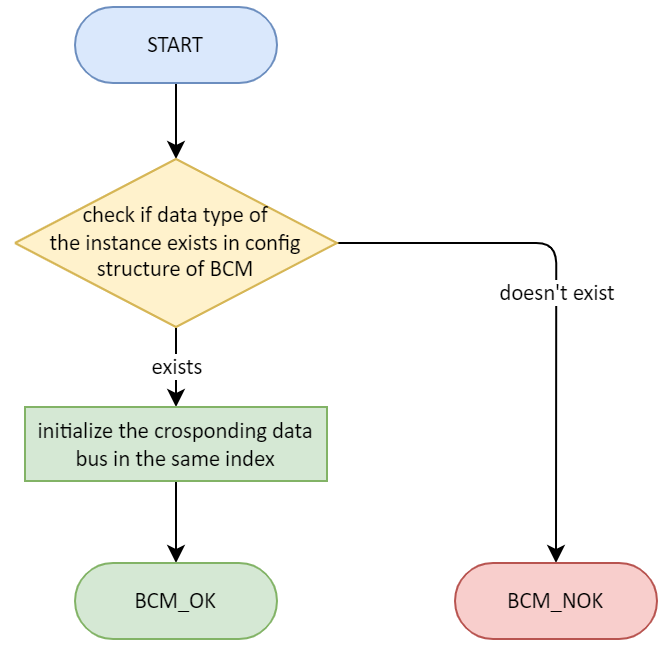 START
check if data type of
the instance exists in config
structure of BCM
doesn't exist
exists
initialize the crosponding data
bus in the same index
BCM_OK
BCM_NOK